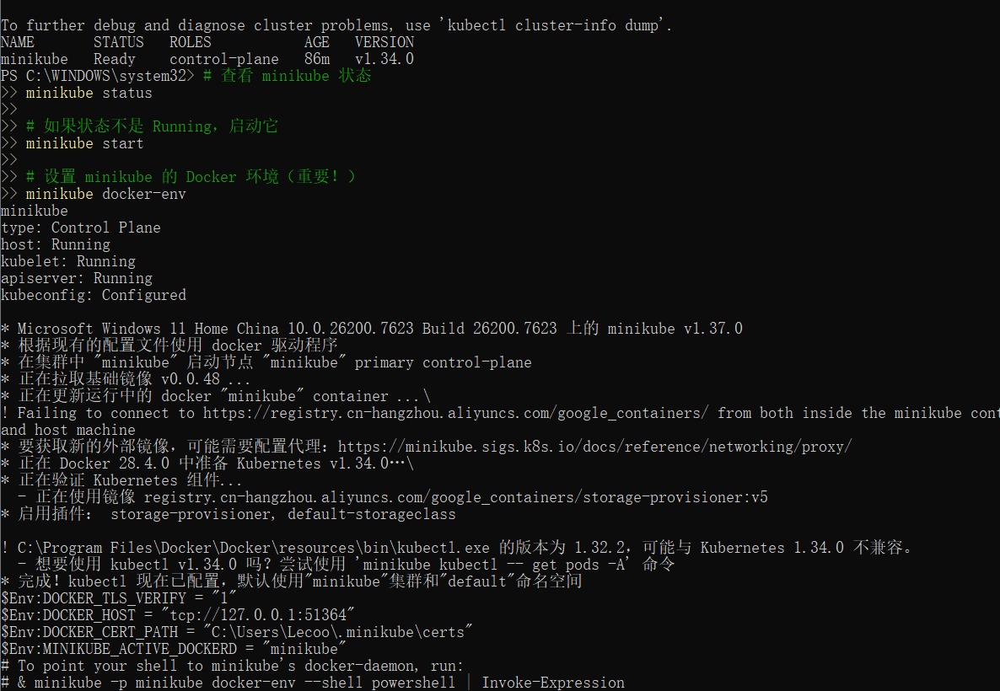 To further debug and diagnose cluster problems, use 'kubectl cluster-info dump'.
NAME       STATUS   ROLES           AGE   VERSION
minikube   Ready    control-plane   86m   v1.34.0
PS C:\WINDOWS\system32> # 查看 minikube 状态
>> minikube status
>>
>> # 如果状态不是 Running，启动它
>> minikube start
>>
>> # 设置 minikube 的 Docker 环境（重要！）
>> minikube docker-env
minikube
type: Control Plane
host: Running
kubelet: Running
apiserver: Running
kubeconfig: Configured
* Microsoft Windows 11 Home China 10.0.26200.7623 Build 26200.7623 上的 minikube v1.37.0
* 根据现有的配置文件使用 docker 驱动程序
* 在集群中 "minikube" 启动节点 "minikube" primary control-plane
* 正在拉取基础镜像 v0.0.48 ...
* 正在更新运行中的 docker "minikube" container ...\
! Failing to connect to https://registry.cn-hangzhou.aliyuncs.com/google_containers/ from both inside the minikube cont
and host machine
* 要获取新的外部镜像，可能需要配置代理：https://minikube.sigs.k8s.io/docs/reference/networking/proxy/
* 正在 Docker 28.4.0 中准备 Kubernetes v1.34.0…\
* 正在验证 Kubernetes 组件...
  - 正在使用镜像 registry.cn-hangzhou.aliyuncs.com/google_containers/storage-provisioner:v5
* 启用插件： storage-provisioner, default-storageclass
! C:\Program Files\Docker\Docker\resources\bin\kubectl.exe 的版本为 1.32.2，可能与 Kubernetes 1.34.0 不兼容。
  - 想要使用 kubectl v1.34.0 吗？尝试使用 'minikube kubectl -- get pods -A' 命令
* 完成！kubectl 现在已配置，默认使用"minikube"集群和"default"命名空间
$Env:DOCKER_TLS_VERIFY = "1"
$Env:DOCKER_HOST = "tcp://127.0.0.1:51364"
$Env:DOCKER_CERT_PATH = "C:\Users\Lecoo\.minikube\certs"
$Env:MINIKUBE_ACTIVE_DOCKERD = "minikube"
# To point your shell to minikube's docker-daemon, run:
# & minikube -p minikube docker-env --shell powershell | Invoke-Expression